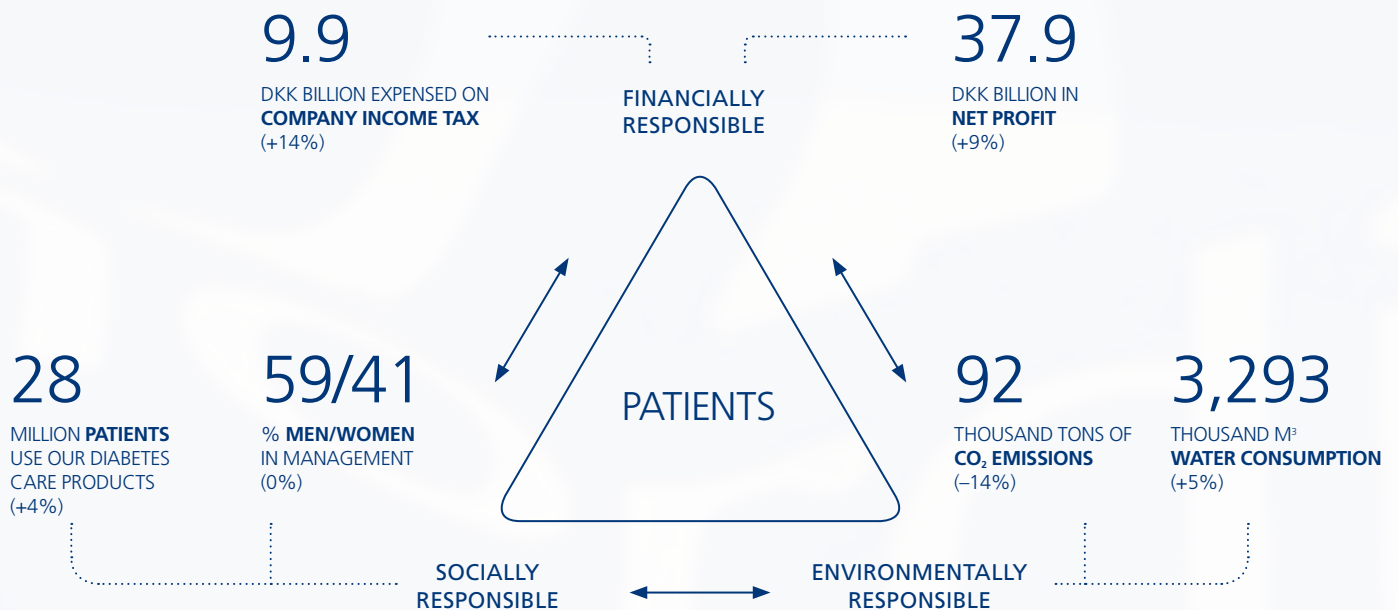 9.9
DKK BILLION EXPENSED ON
COMPANY INCOME TAX
(+14%)
FINANCIALLY
RESPONSIBLE
37.9
DKK BILLION IN
NET PROFIT
(+9%)
28
MILLION PATIENTS
USE OUR DIABETES
CARE PRODUCTS
(+4%)
59/41
% MEN/WOMEN
IN MANAGEMENT
(0%)
PATIENTS
92
THOUSAND TONS OF
CO₂ EMISSIONS
(–14%)
3,293
THOUSAND M³
WATER CONSUMPTION
(+5%)
SOCIALLY
RESPONSIBLE
ENVIRONMENTALLY
RESPONSIBLE